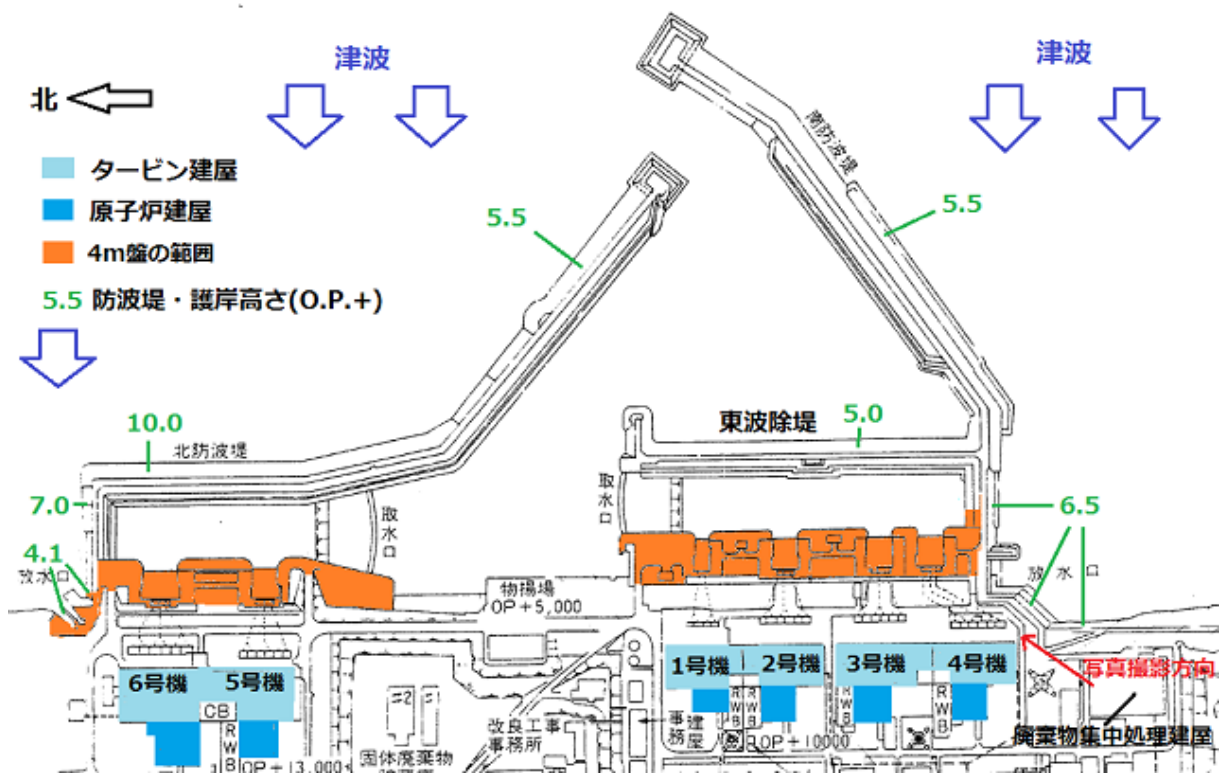 津波
津波
北
タービン建屋
原子炉建屋
4m盤の範囲
5.5 防波堤・護岸高さ(O.P.+)
南防波堤
5.5
5.5
10.0
北防波堤
東波除堤
5.0
7.0
取水口
取水口
6.5
4.1
放水口
放水口
物揚場
OP+5,000
6号機
5号機
1号機
2号機
3号機
4号機
写真撮影方向
CB
RWB
RWB
RWB
RWB
改良工事
事務所
事務
建屋
OP+10000
廃棄物集中処理建屋
固体廃棄物
OP+13,000